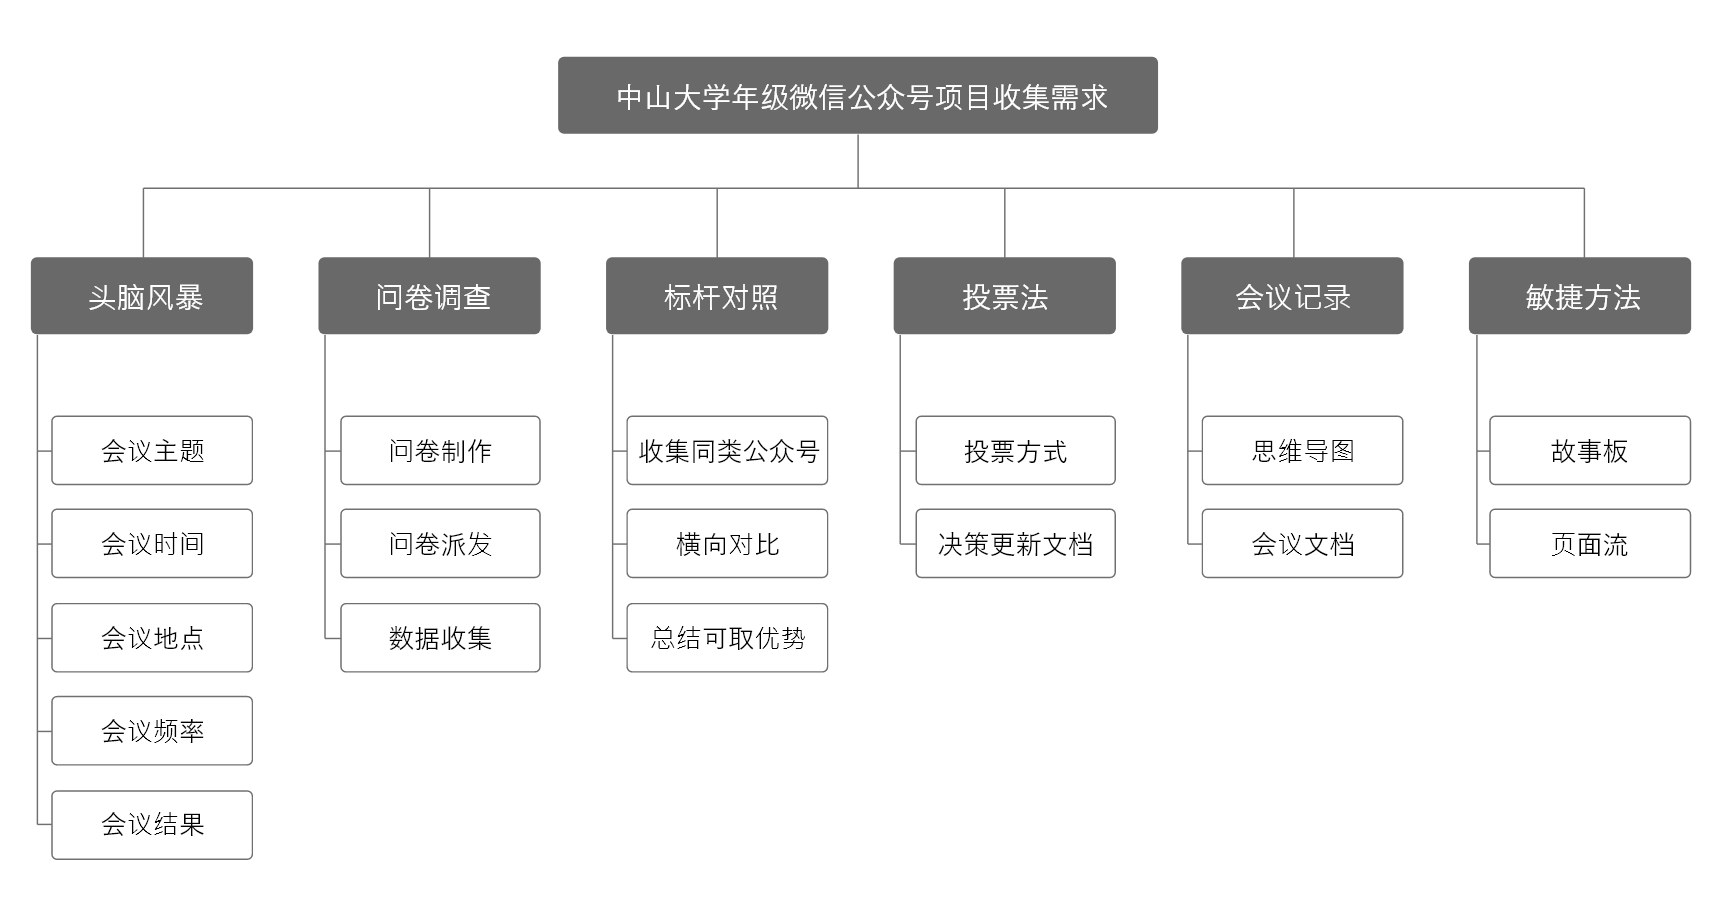 中山大学年级微信公众号项目收集需求
头脑风暴
问卷调查
标杆对照
投票法
会议记录
敏捷方法
会议主题
会议时间
会议地点
会议频率
会议结果
问卷制作
问卷派发
数据收集
收集同类公众号
横向对比
总结可取优势
投票方式
决策更新文档
思维导图
会议文档
故事板
页面流